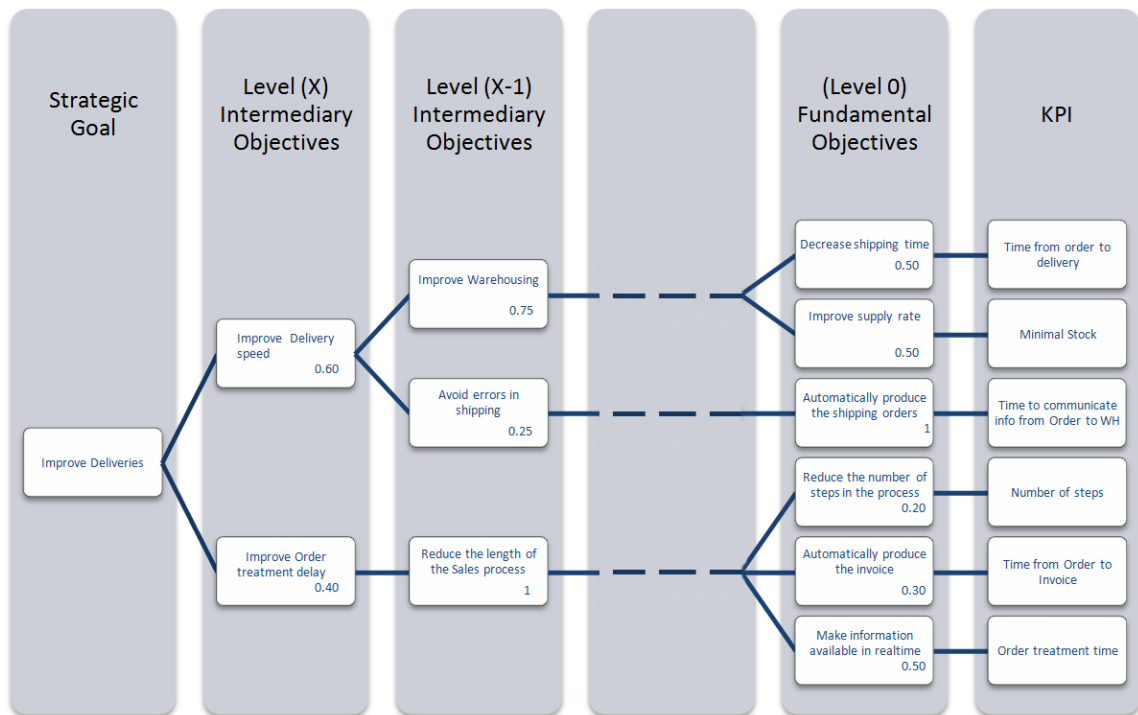 Strategic
Goal
Level (X)
Intermediary
Objectives
Level (X-1)
Intermediary
Objectives
(Level 0)
Fundamental
Objectives
KPI
Improve Deliveries
Improve Delivery
speed
0.60
Improve Order
treatment delay
0.40
Improve Warehousing
0.75
Avoid errors in
shipping
0.25
Reduce the length of
the Sales process
1
Decrease shipping time
0.50
Improve supply rate
0.50
Automatically produce
the shipping orders
1
Reduce the number of
steps in the process
0.20
Automatically produce
the invoice
0.30
Make information
available in realtime
0.50
Time from order to
delivery
Minimal Stock
Time to communicate
info from Order to WH
Number of steps
Time from Order to
Invoice
Order treatment time